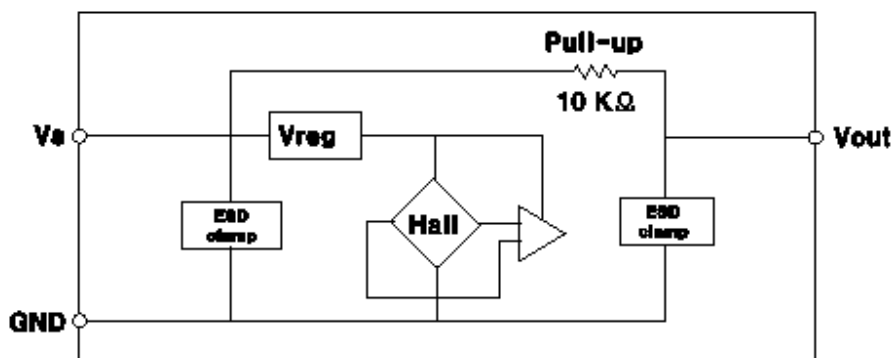 Pull-up
10 KΩ
Vs
Vreg
Vout
ESD
clamp
Hall
ESD
clamp
GND